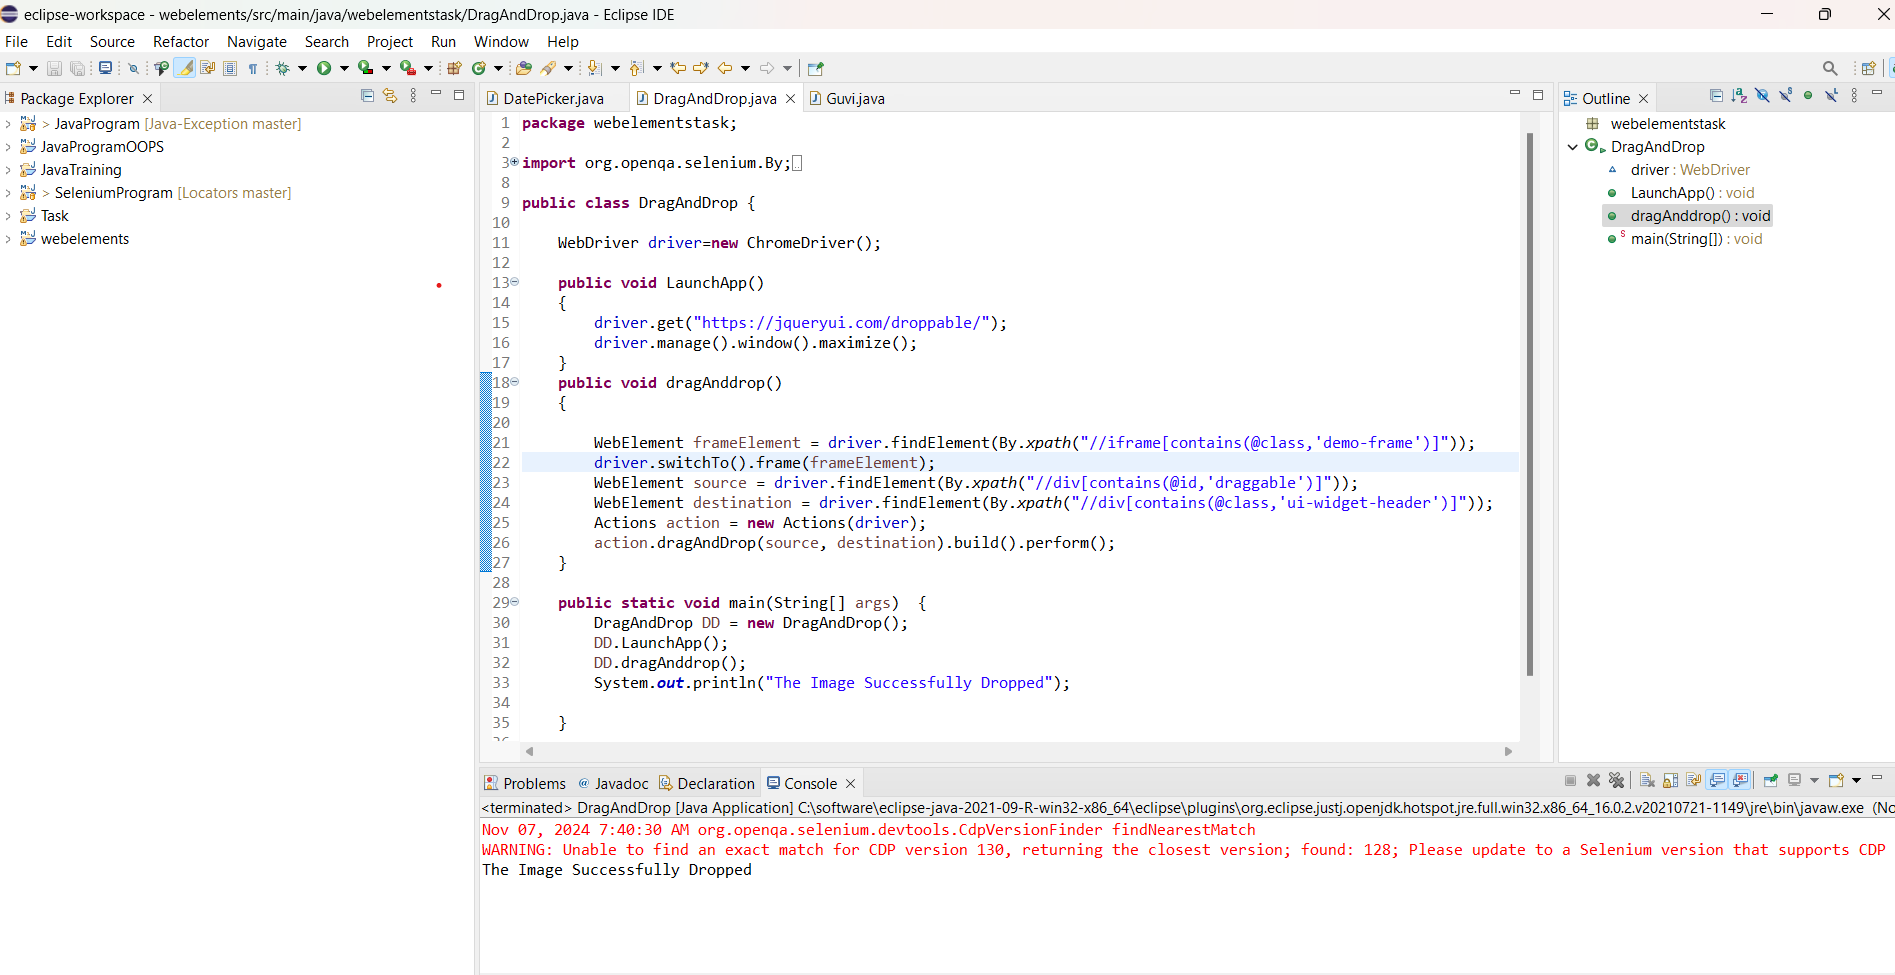 eclipse-workspace - webelements/src/main/java/webelementstask/DragAndDrop.java - Eclipse IDE
File Edit Source Refactor Navigate Search Project Run Window Help
Package Explorer
> JavaProgram [Java-Exception master]
JavaProgramOOPS
JavaTraining
> SeleniumProgram [Locators master]
Task
webelements
DatePicker.java DragAndDrop.java Guvi.java
1 package webelementstask;
2
3 import org.openqa.selenium.By;
8
9 public class DragAndDrop {
10
11 WebDriver driver=new ChromeDriver();
12
13 public void LaunchApp()
14 {
15 driver.get("https://jqueryui.com/droppable/");
16 driver.manage().window().maximize();
17 }
18 public void dragAnddrop()
19 {
20
21 WebElement frameElement = driver.findElement(By.xpath("//iframe[contains(@class,'demo-frame')]"));
22 driver.switchTo().frame(frameElement);
23 WebElement source = driver.findElement(By.xpath("//div[contains(@id,'draggable')]"));
24 WebElement destination = driver.findElement(By.xpath("//div[contains(@class,'ui-widget-header')]"));
25 Actions action = new Actions(driver);
26 action.dragAndDrop(source, destination).build().perform();
27 }
28
29 public static void main(String[] args) {
30 DragAndDrop DD = new DragAndDrop();
31 DD.LaunchApp();
32 DD.dragAnddrop();
33 System.out.println("The Image Successfully Dropped");
34
35 }
Outline
webelementstask
DragAndDrop
driver : WebDriver
LaunchApp() : void
dragAnddrop() : void
main(String[]) : void
Problems @ Javadoc Declaration Console
<terminated> DragAndDrop [Java Application] C:\software\eclipse-java-2021-09-R-win32-x86_64\eclipse\plugins\org.eclipse.justj.openjdk.hotspot.jre.full.win32.x86_64_16.0.2.v20210721-1149\jre\bin\javaw.exe (No
Nov 07, 2024 7:40:30 AM org.openqa.selenium.devtools.CdpVersionFinder findNearestMatch
WARNING: Unable to find an exact match for CDP version 130, returning the closest version; found: 128; Please update to a Selenium version that supports CDP
The Image Successfully Dropped